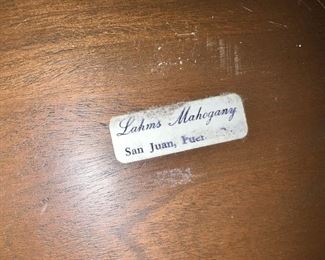 Lahms Mahogany
San Juan, Puer